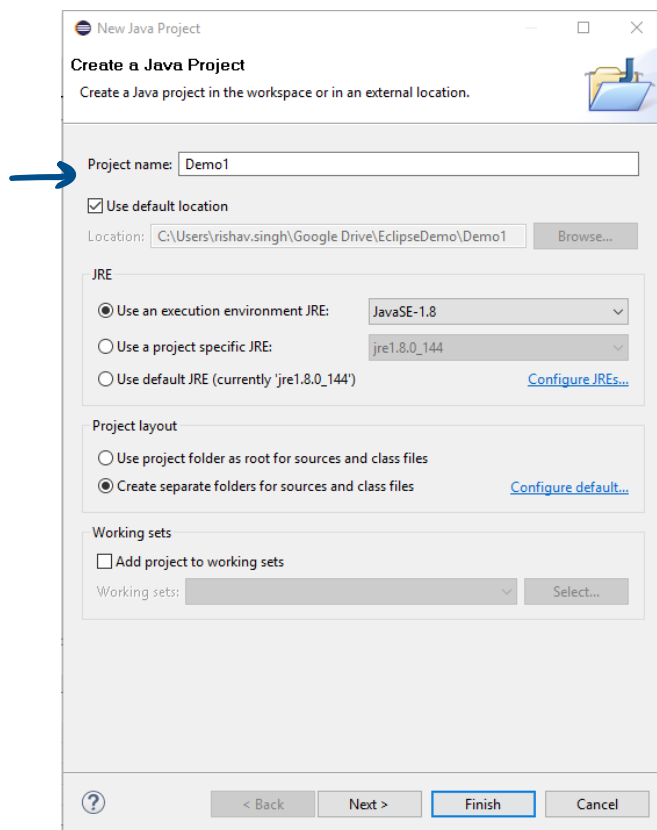 New Java Project
Create a Java Project
Create a Java project in the workspace or in an external location.
Project name: Demo1
Use default location
Location: C:\Users\rishav.singh\Google Drive\EclipseDemo\Demo1 Browse...
JRE
Use an execution environment JRE: JavaSE-1.8
Use a project specific JRE: jre1.8.0_144
Use default JRE (currently 'jre1.8.0_144') Configure JREs...
Project layout
Use project folder as root for sources and class files
Create separate folders for sources and class files Configure default...
Working sets
Add project to working sets
Working sets: Select...
? < Back Next > Finish Cancel